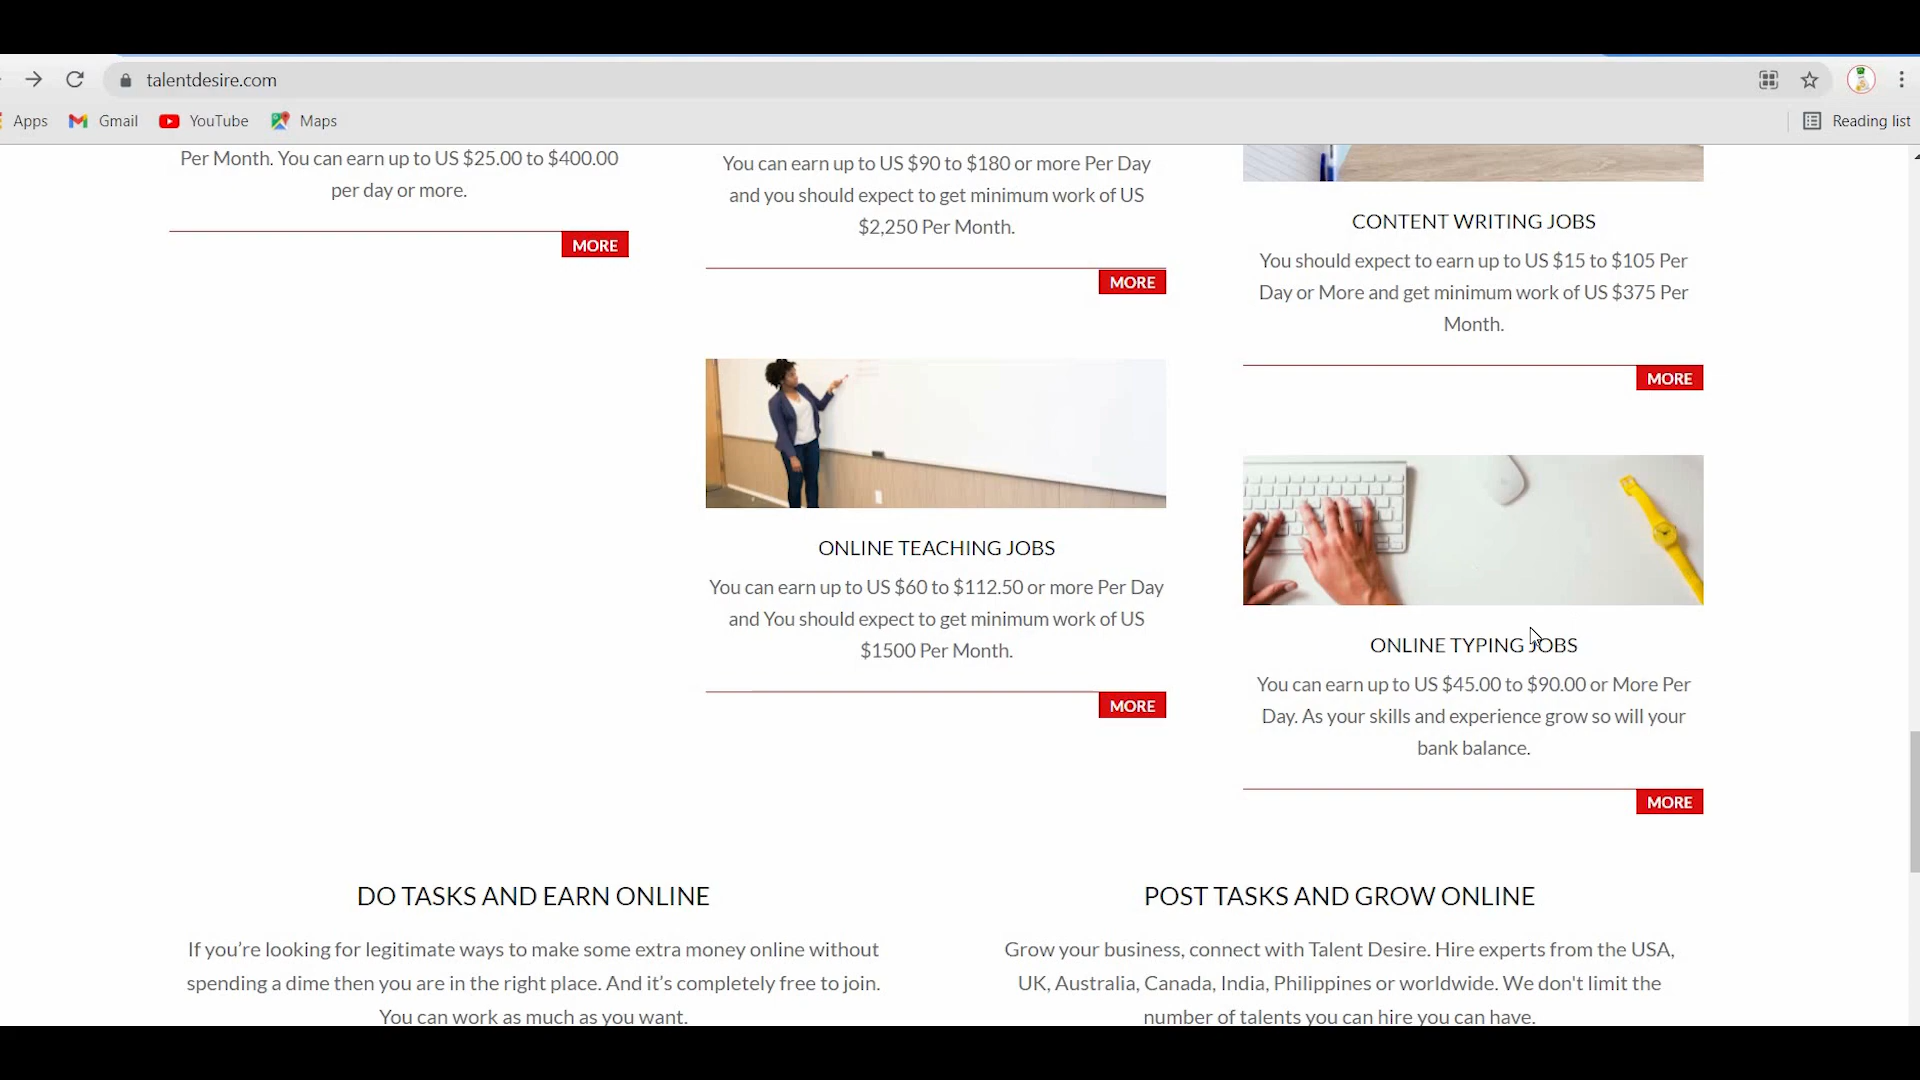 talentdesire.com
Apps
Gmail
YouTube
Maps
Reading list
Per Month. You can earn up to US $25.00 to $400.00
per day or more.
MORE
You can earn up to US $90 to $180 or more Per Day
and you should expect to get minimum work of US
$2,250 Per Month.
MORE
CONTENT WRITING JOBS
You should expect to earn up to US $15 to $105 Per
Day or More and get minimum work of US $375 Per
Month.
MORE
ONLINE TEACHING JOBS
You can earn up to US $60 to $112.50 or more Per Day
and You should expect to get minimum work of US
$1500 Per Month.
MORE
ONLINE TYPING JOBS
You can earn up to US $45.00 to $90.00 or More Per
Day. As your skills and experience grow so will your
bank balance.
MORE
DO TASKS AND EARN ONLINE
If you’re looking for legitimate ways to make some extra money online without
spending a dime then you are in the right place. And it’s completely free to join.
You can work as much as you want.
POST TASKS AND GROW ONLINE
Grow your business, connect with Talent Desire. Hire experts from the USA,
UK, Australia, Canada, India, Philippines or worldwide. We don't limit the
number of talents you can hire you can have.